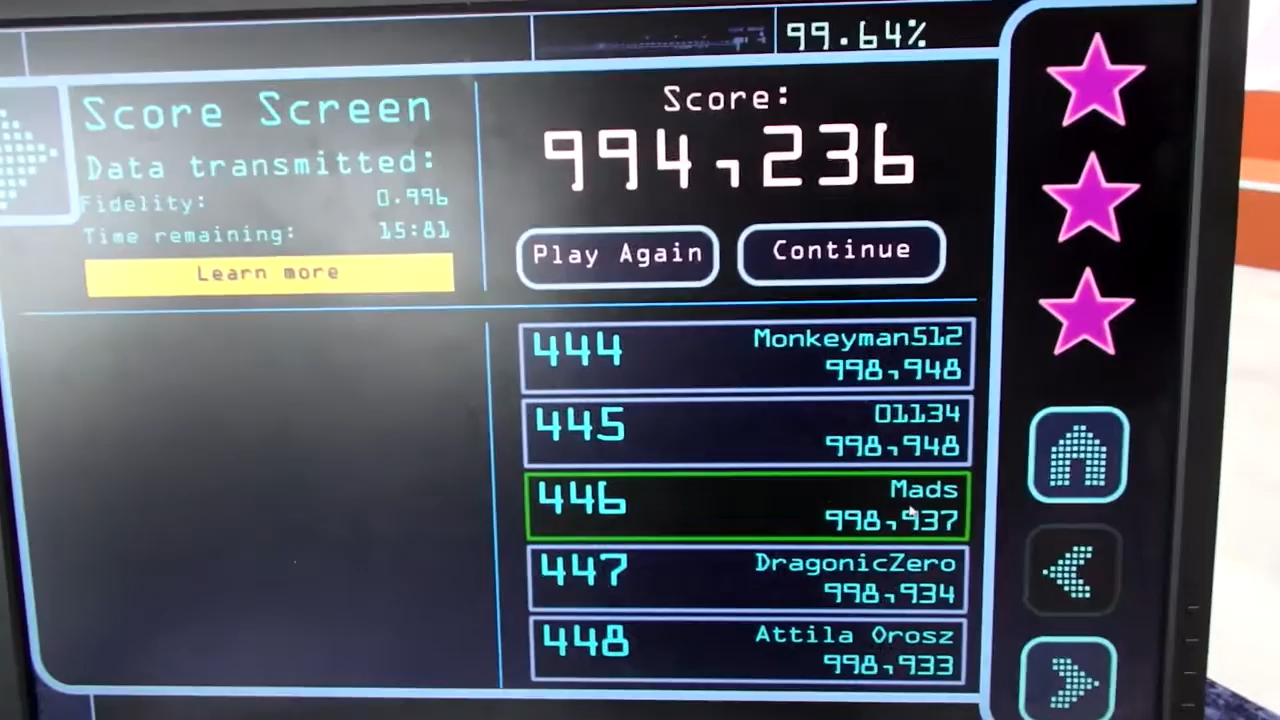 99.64%
Score Screen
Data transmitted:
Fidelity: 0.996
Time remaining: 15:81
Learn more
Score:
994,236
Play Again
Continue
444 Monkeyman512
998,948
445 01134
998,948
446 Mads
998,937
447 DragonicZero
998,934
448 Attila Orosz
998,933